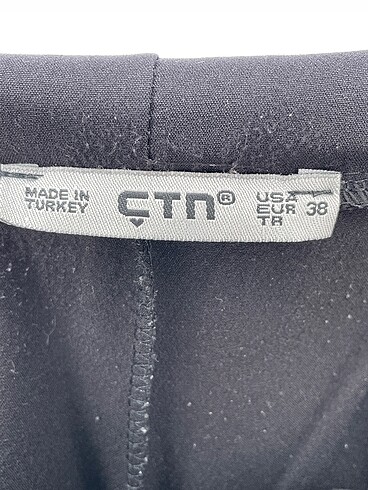 MADE IN
TURKEY
CTN®
USA
EUR 38
TR